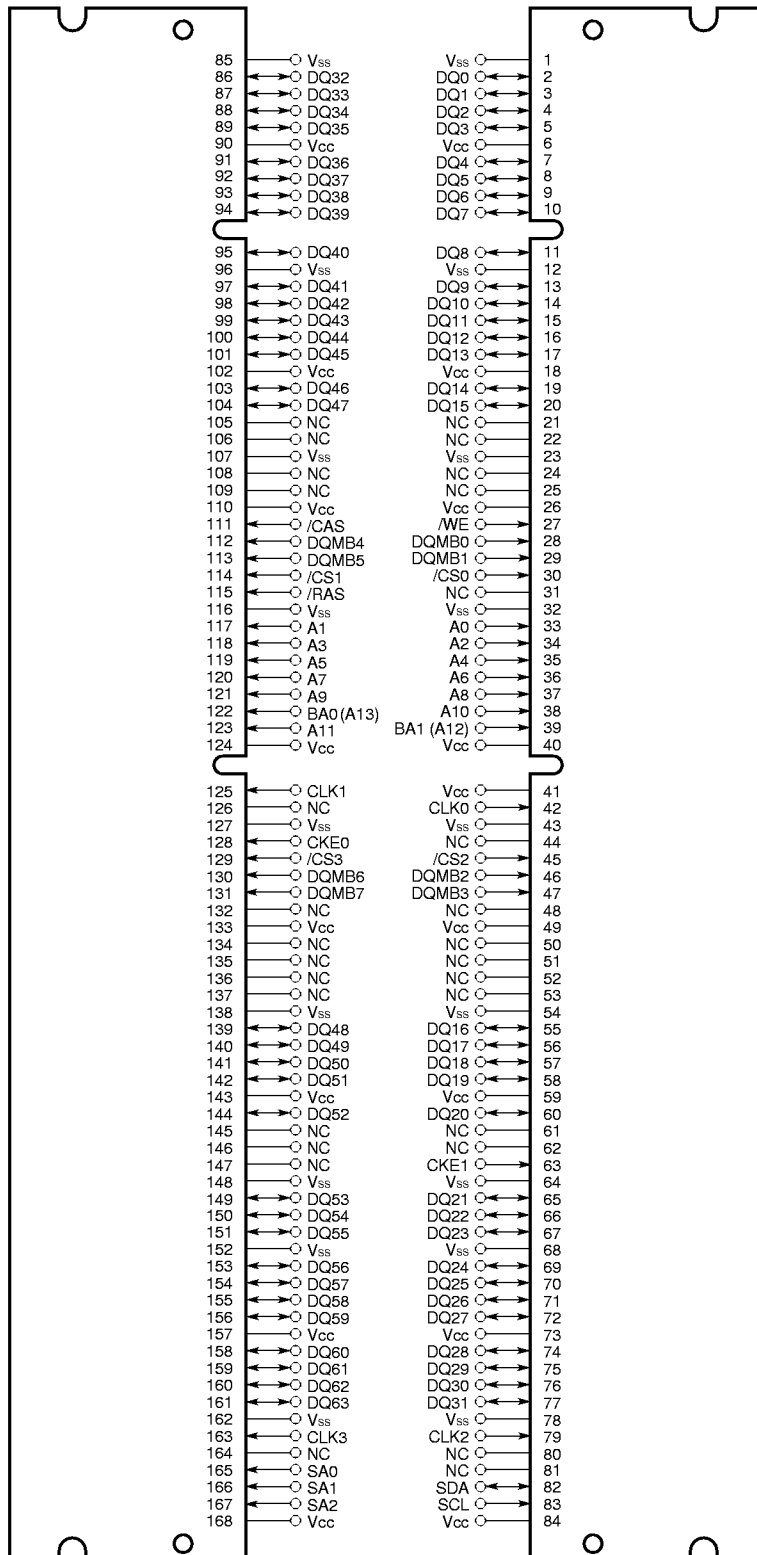 85 Vss Vss 1
86 DQ32 DQ0 2
87 DQ33 DQ1 3
88 DQ34 DQ2 4
89 DQ35 DQ3 5
90 Vcc Vcc 6
91 DQ36 DQ4 7
92 DQ37 DQ5 8
93 DQ38 DQ6 9
94 DQ39 DQ7 10
95 DQ40 DQ8 11
96 Vss Vss 12
97 DQ41 DQ9 13
98 DQ42 DQ10 14
99 DQ43 DQ11 15
100 DQ44 DQ12 16
101 DQ45 DQ13 17
102 Vcc Vcc 18
103 DQ46 DQ14 19
104 DQ47 DQ15 20
105 NC NC 21
106 NC NC 22
107 Vss Vss 23
108 NC NC 24
109 NC NC 25
110 Vcc Vcc 26
111 /CAS /WE 27
112 DQMB4 DQMB0 28
113 DQMB5 DQMB1 29
114 /CS1 /CS0 30
115 /RAS NC 31
116 Vss Vss 32
117 A1 A0 33
118 A3 A2 34
119 A5 A4 35
120 A7 A6 36
121 A9 A8 37
122 BA0 (A13) A10 38
123 A11 BA1 (A12) 39
124 Vcc Vcc 40
125 CLK1 Vcc 41
126 NC CLK0 42
127 Vss Vss 43
128 CKE0 NC 44
129 /CS3 /CS2 45
130 DQMB6 DQMB2 46
131 DQMB7 DQMB3 47
132 NC NC 48
133 Vcc Vcc 49
134 NC NC 50
135 NC NC 51
136 NC NC 52
137 NC NC 53
138 Vss Vss 54
139 DQ48 DQ16 55
140 DQ49 DQ17 56
141 DQ50 DQ18 57
142 DQ51 DQ19 58
143 Vcc Vcc 59
144 DQ52 DQ20 60
145 NC NC 61
146 NC NC 62
147 NC CKE1 63
148 Vss Vss 64
149 DQ53 DQ21 65
150 DQ54 DQ22 66
151 DQ55 DQ23 67
152 Vss Vss 68
153 DQ56 DQ24 69
154 DQ57 DQ25 70
155 DQ58 DQ26 71
156 DQ59 DQ27 72
157 Vcc Vcc 73
158 DQ60 DQ28 74
159 DQ61 DQ29 75
160 DQ62 DQ30 76
161 DQ63 DQ31 77
162 Vss Vss 78
163 CLK3 CLK2 79
164 NC NC 80
165 SA0 NC 81
166 SA1 SDA 82
167 SA2 SCL 83
168 Vcc Vcc 84